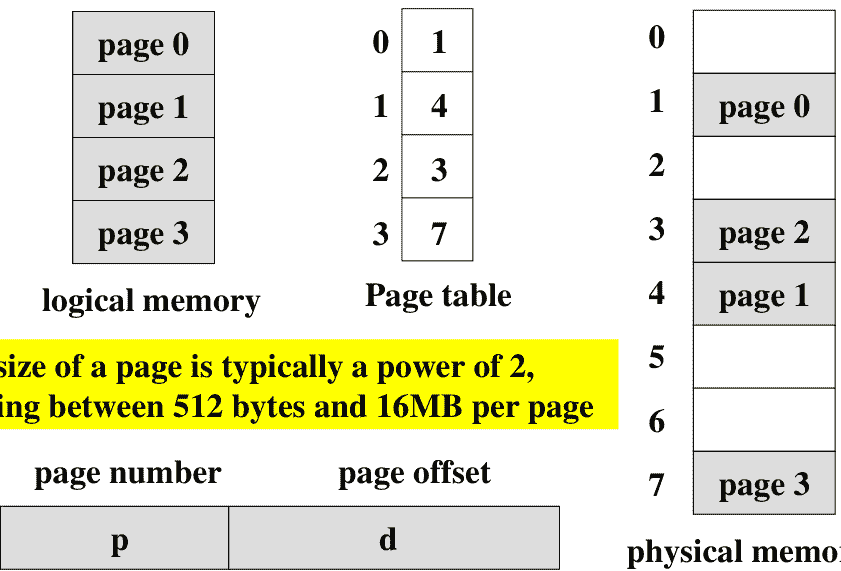 page 0
page 1
page 2
page 3
logical memory
0 1
1 4
2 3
3 7
Page table
0
1 page 0
2
3 page 2
4 page 1
5
6
7 page 3
size of a page is typically a power of 2,
between 512 bytes and 16MB per page
page number page offset
p d
physical